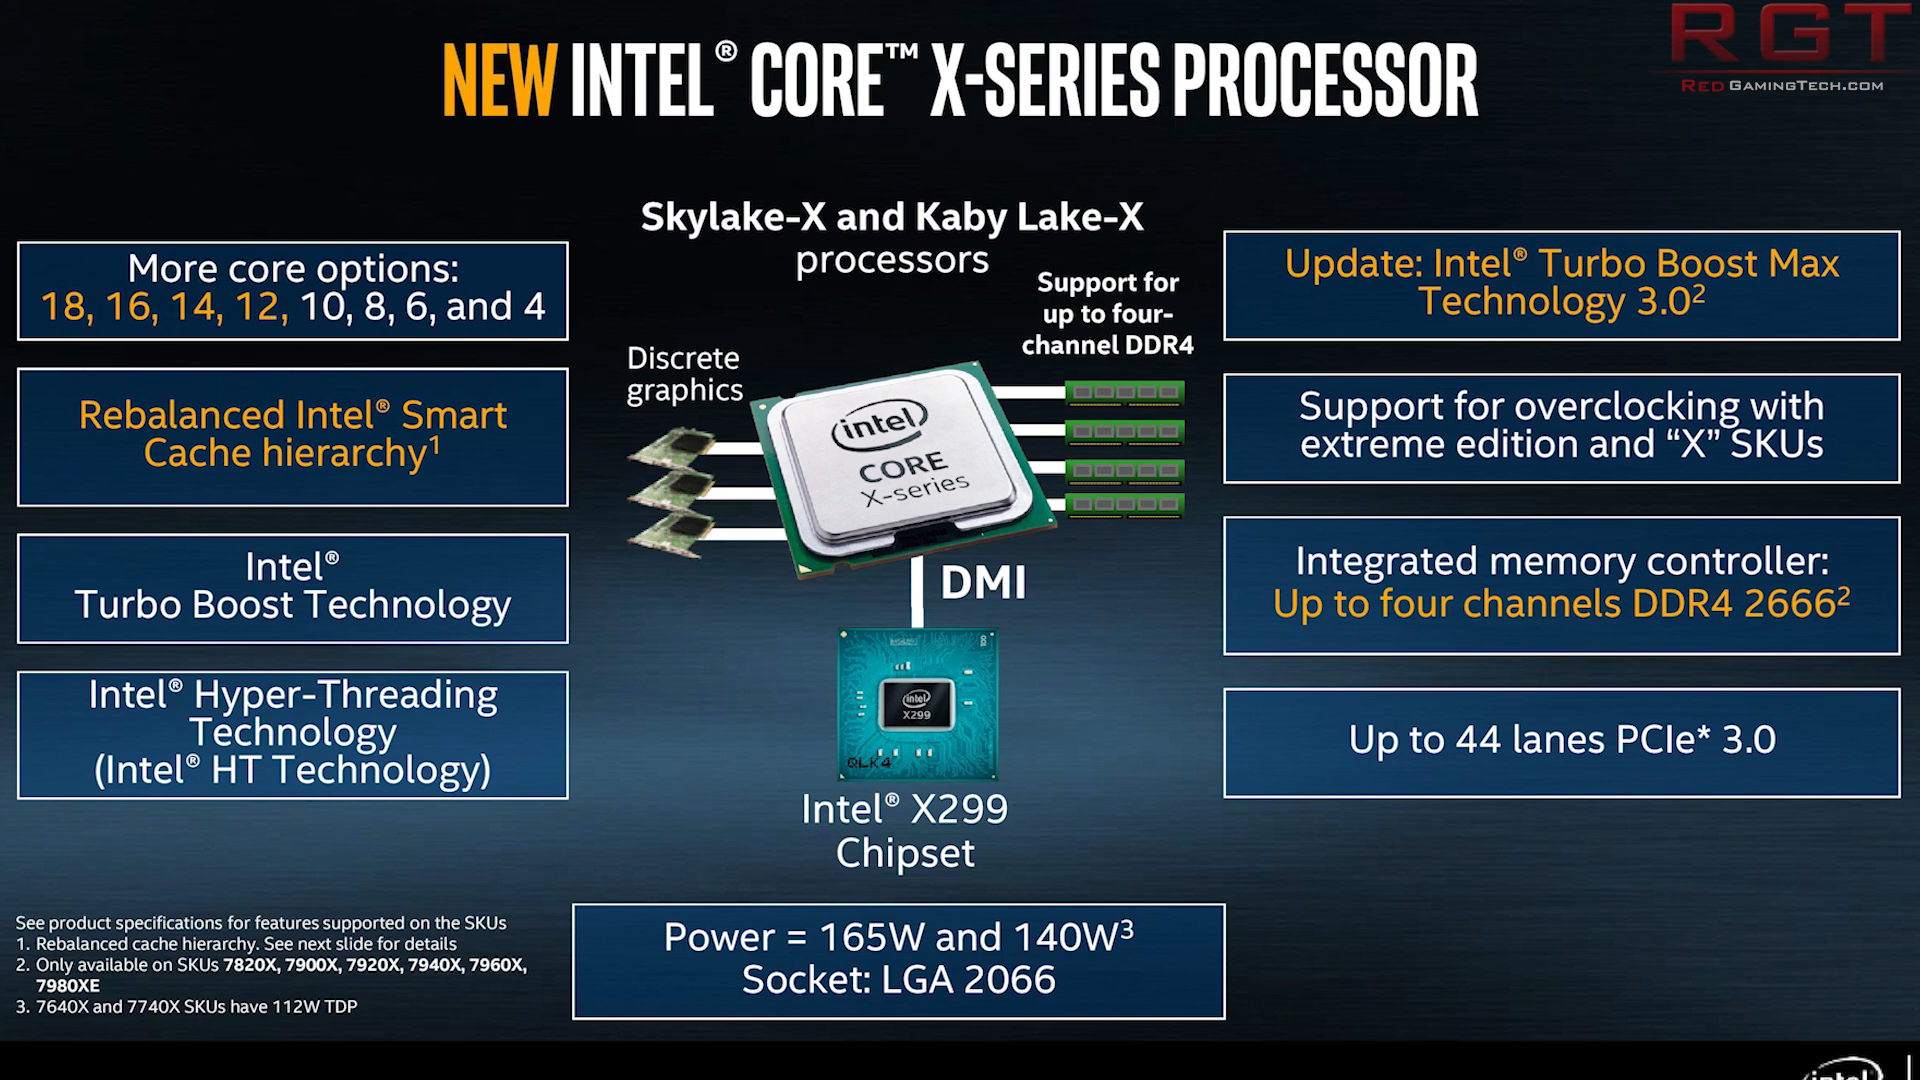 RGT
RED GAMINGTECH.COM
NEW INTEL® CORE™ X-SERIES PROCESSOR
Skylake-X and Kaby Lake-X
processors
More core options:
18, 16, 14, 12, 10, 8, 6, and 4
Rebalanced Intel® Smart
Cache hierarchy¹
Intel®
Turbo Boost Technology
Intel® Hyper-Threading
Technology
(Intel® HT Technology)
Discrete
graphics
Support for
up to four-
channel DDR4
intel
CORE
X-series
DMI
intel
X299
QLK4
Intel® X299
Chipset
Update: Intel® Turbo Boost Max
Technology 3.0²
Support for overclocking with
extreme edition and “X” SKUs
Integrated memory controller:
Up to four channels DDR4 2666²
Up to 44 lanes PCIe* 3.0
Power = 165W and 140W³
Socket: LGA 2066
See product specifications for features supported on the SKUs
1. Rebalanced cache hierarchy. See next slide for details
2. Only available on SKUs 7820X, 7900X, 7920X, 7940X, 7960X,
7980XE
3. 7640X and 7740X SKUs have 112W TDP
intel